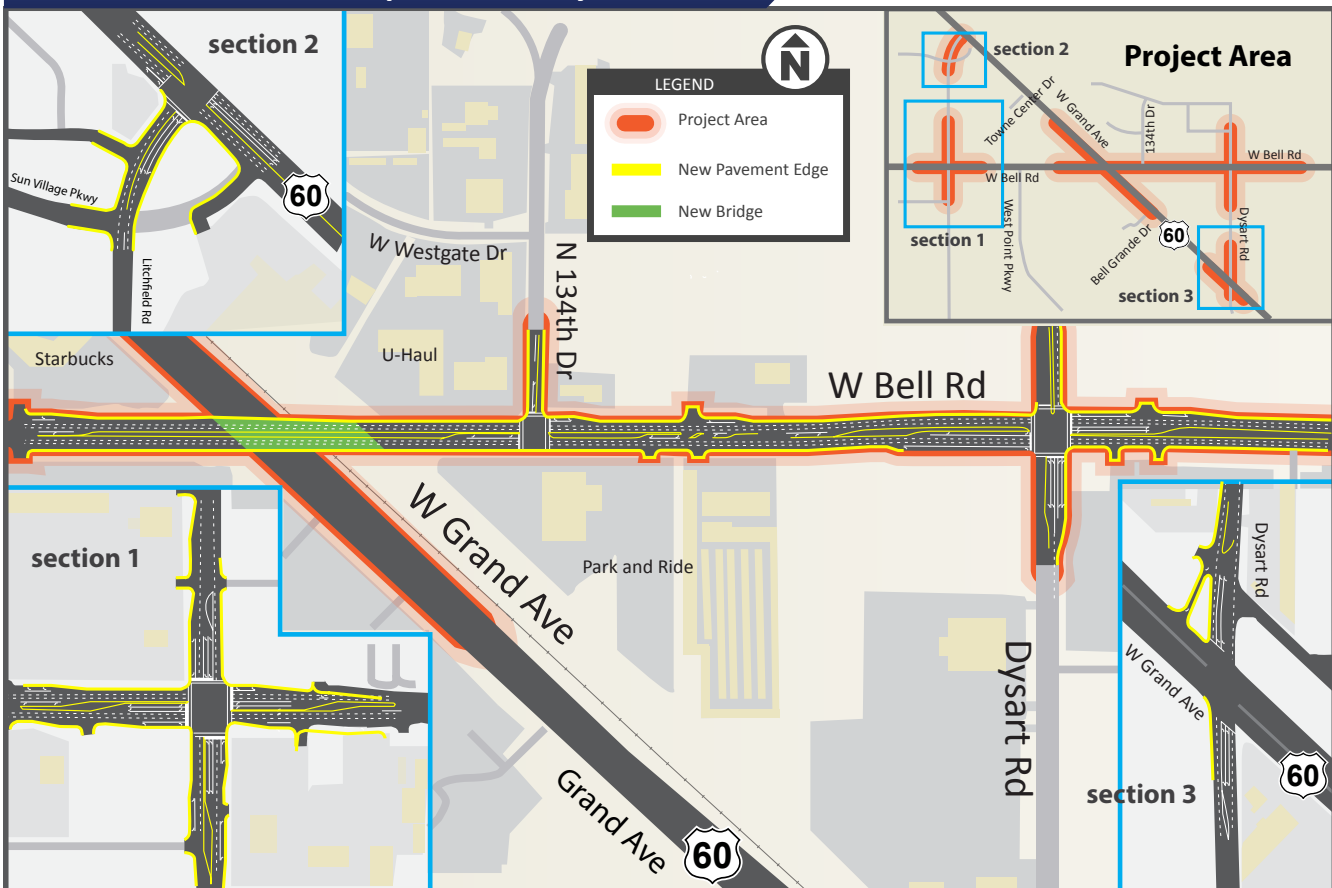 section 2
60
Sun Village Pkwy
Litchfield Rd
N
LEGEND
Project Area
New Pavement Edge
New Bridge
Project Area
section 2
Towne Center Dr
W Grand Ave
134th Dr
W Bell Rd
W Bell Rd
section 1
West Point Pkwy
Bell Grande Dr
60
Dysart Rd
section 3
W Westgate Dr
N 134th Dr
Starbucks
U-Haul
W Bell Rd
W Grand Ave
section 1
Park and Ride
Dysart Rd
Dysart Rd
W Grand Ave
60
section 3
Grand Ave
60